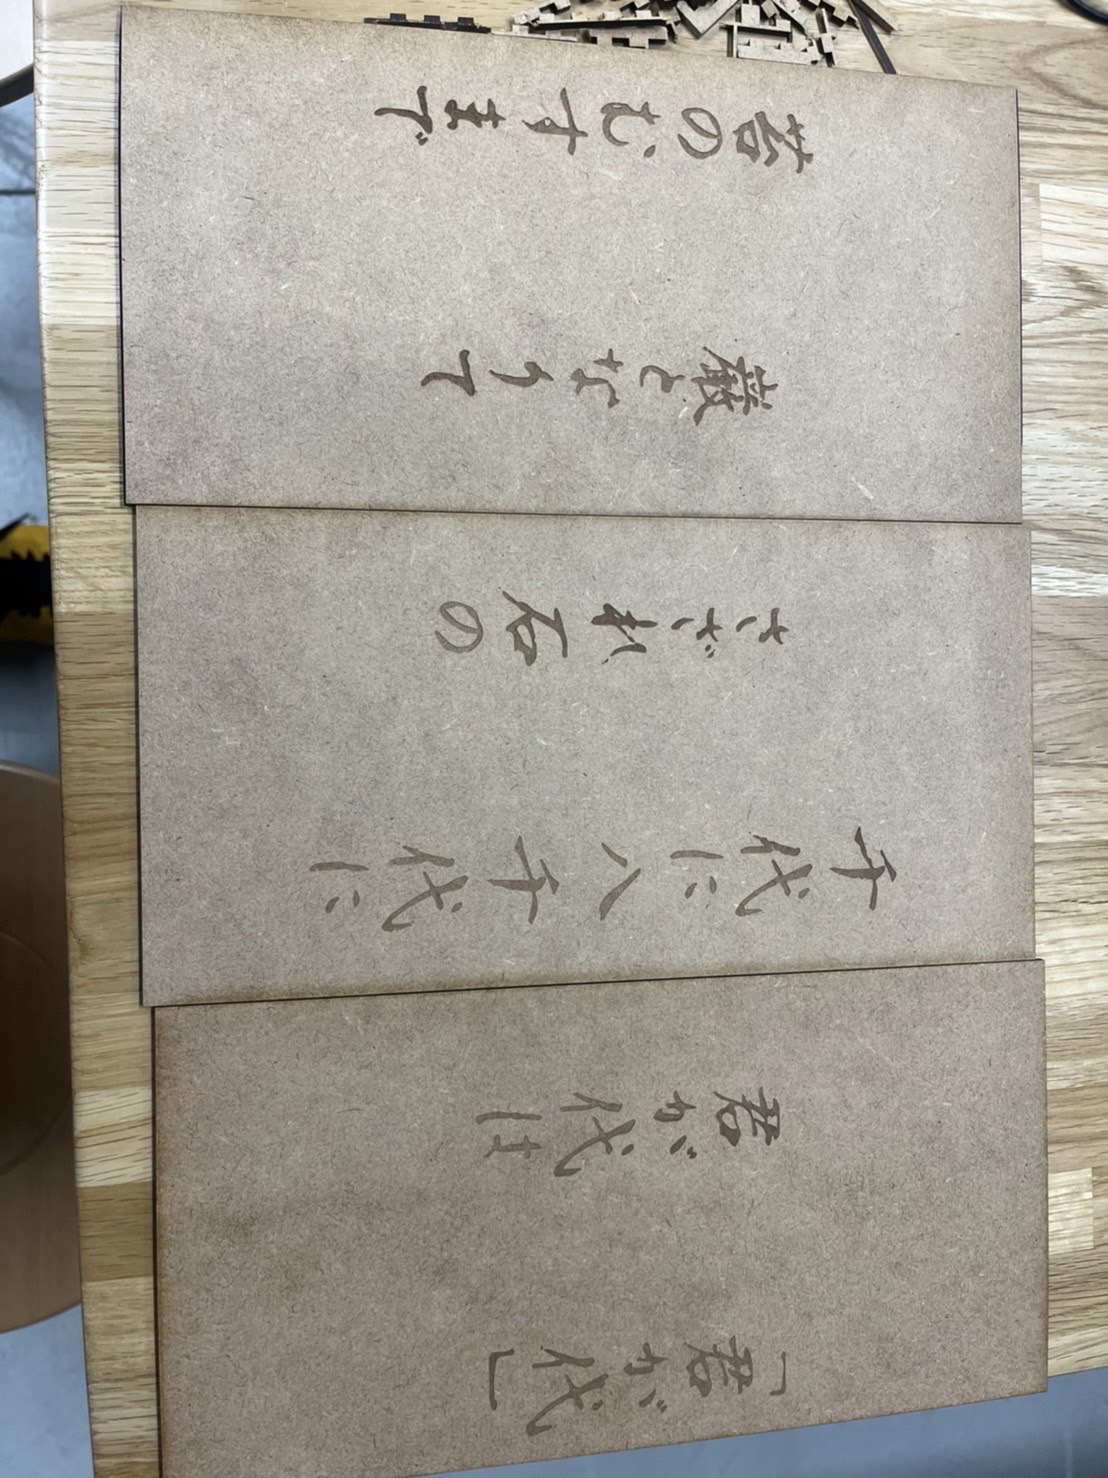 「君が代」
君が代は
千代に八千代に
さざれ石の
巌となりて
苔のむすまで